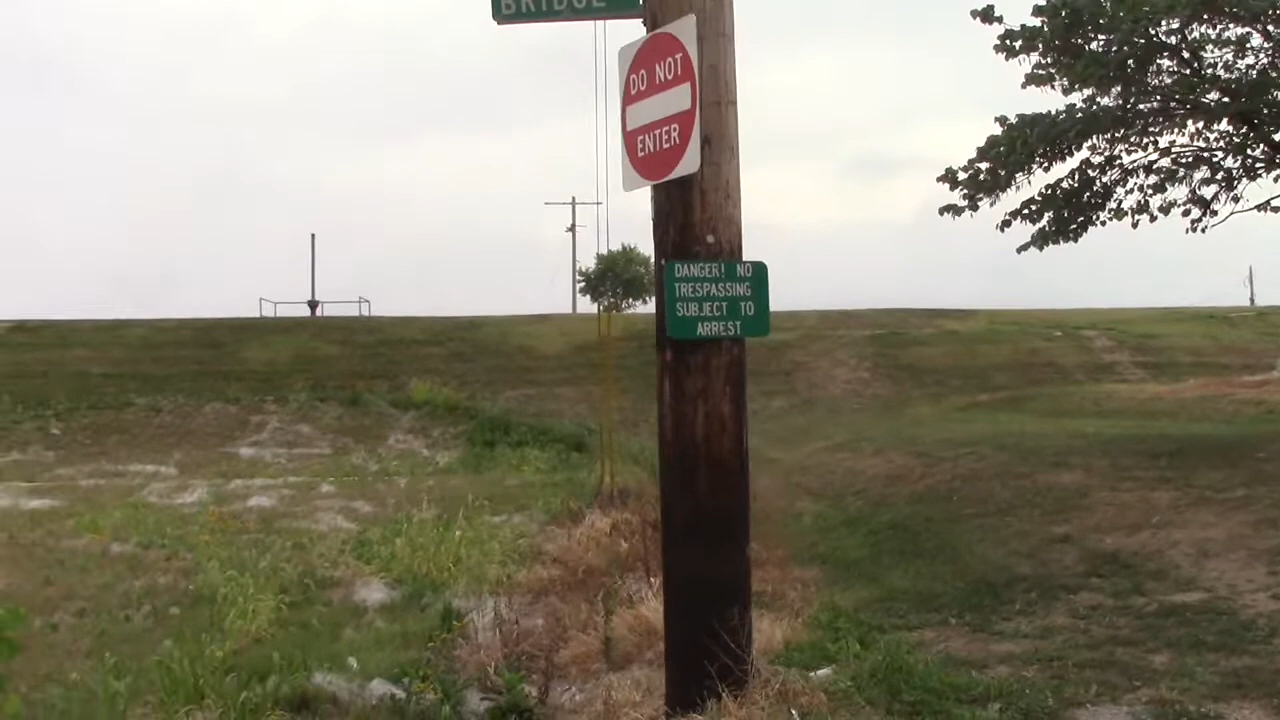 BRIDGE
DO NOT
ENTER
DANGER! NO
TRESPASSING
SUBJECT TO
ARREST